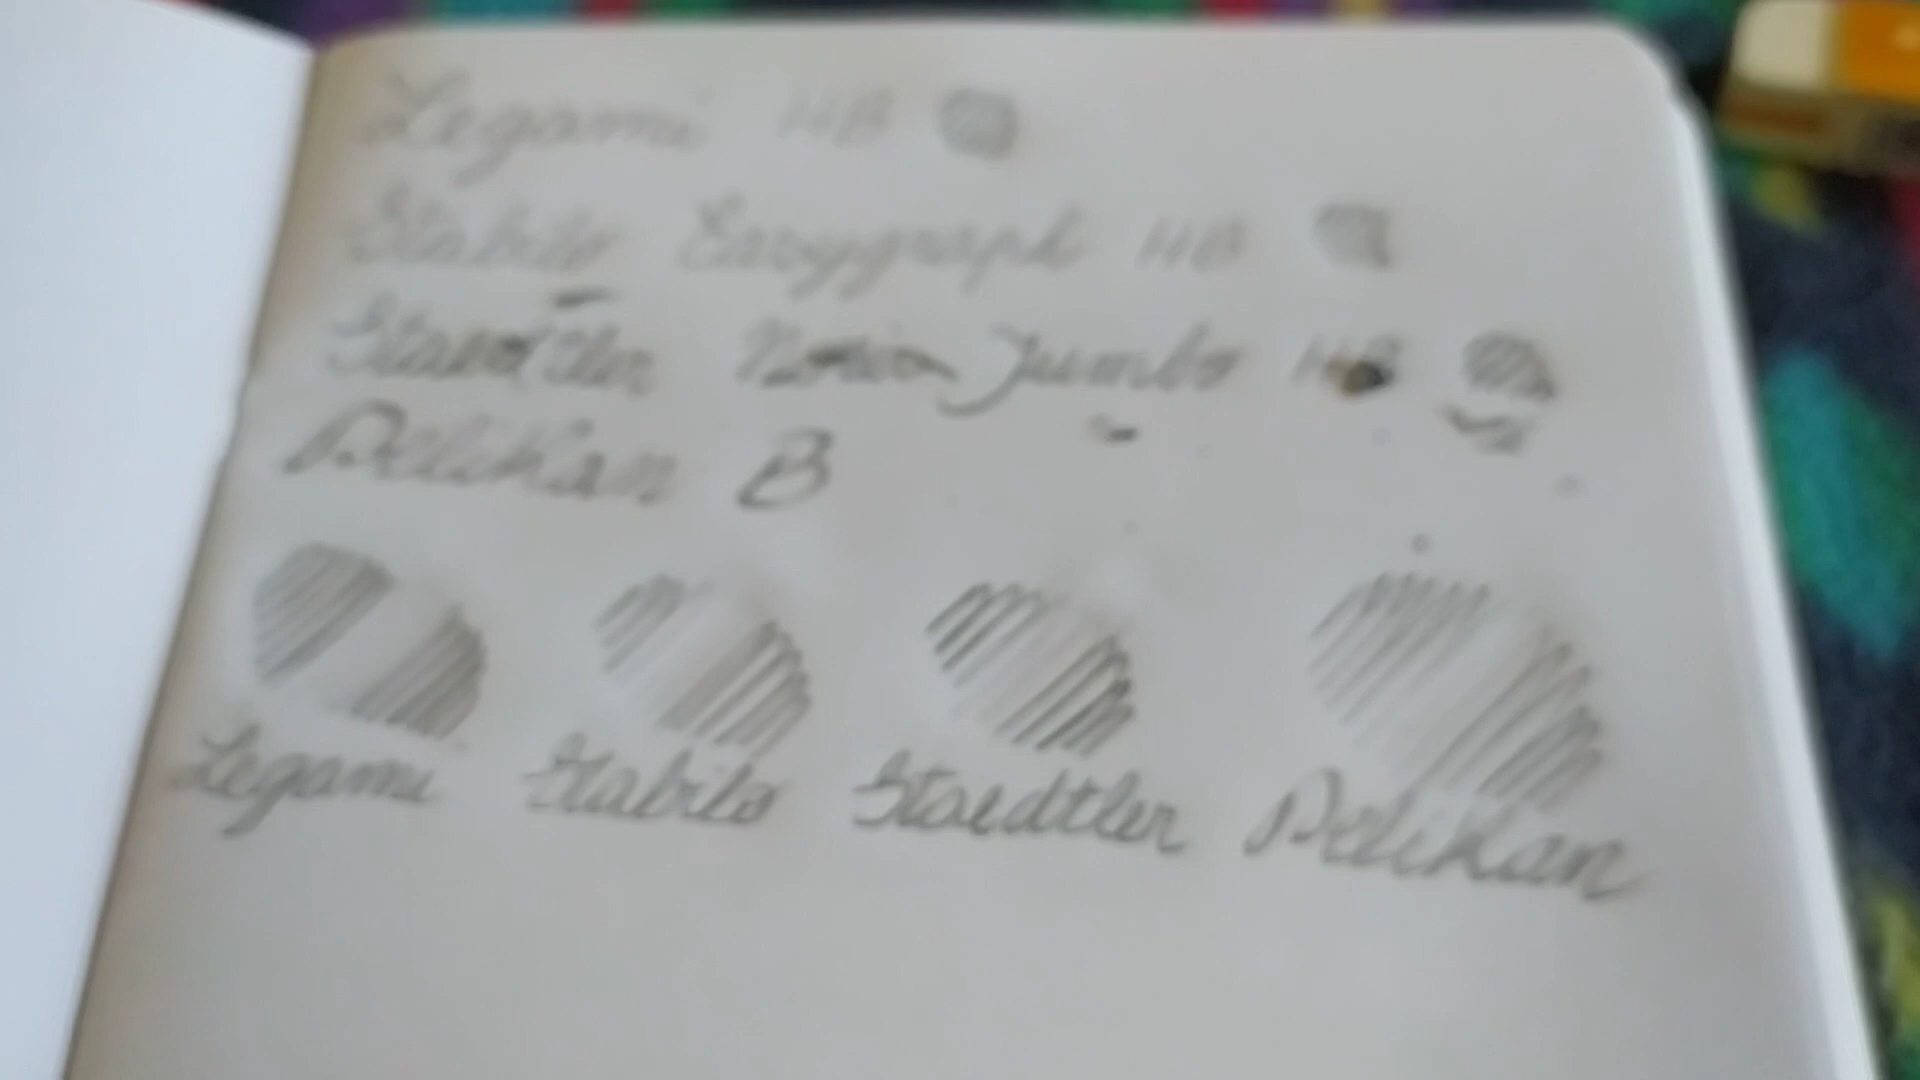 Legami HB
Stabilo Easygraph HB
Staedtler Noris Jumbo HB
Pelikan B
Legami Stabilo Staedtler Pelikan